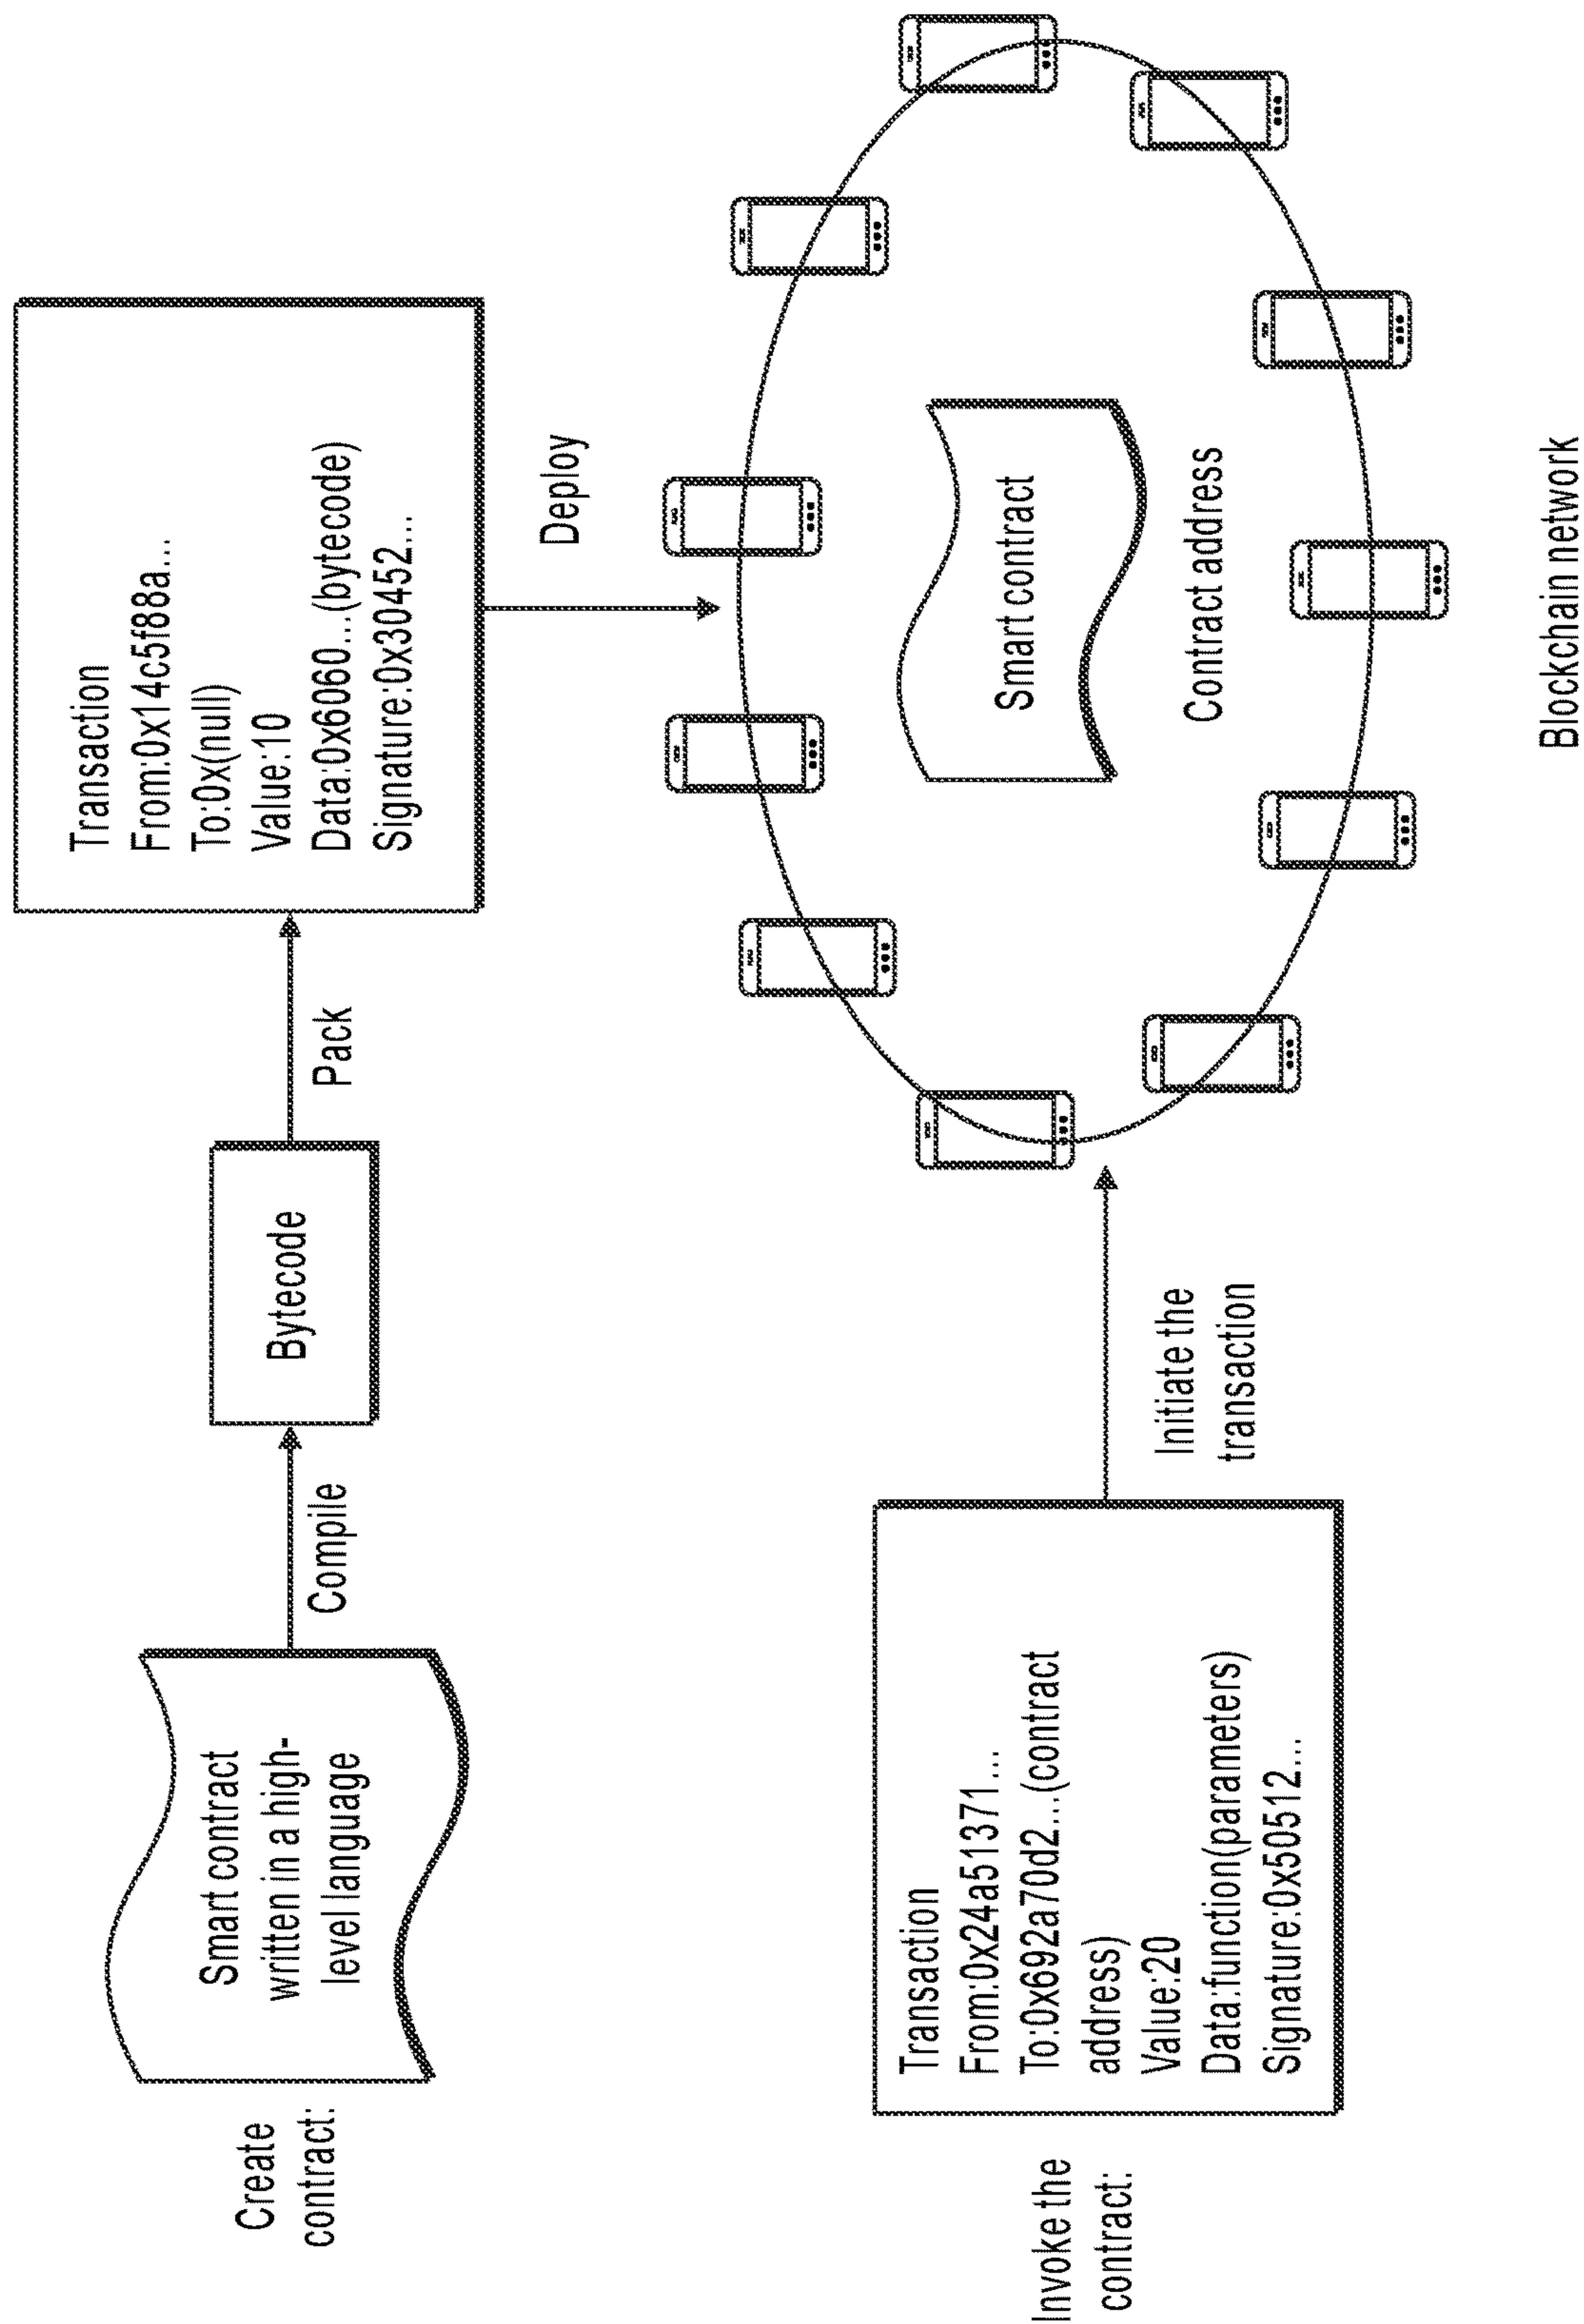 Create
contract:
Smart contract
written in a high-
level language
Compile
Bytecode
Pack
Transaction
From:0x14c5f88a...
To:0x(null)
Value:10
Data:0x6060...(bytecode)
Signature:0x30452...
Deploy
Invoke the
contract:
Transaction
From:0x24a51371...
To:0x692a70d2...(contract
address)
Value:20
Data:function(parameters)
Signature:0x50512...
Initiate the
transaction
Smart contract
Contract address
Blockchain network